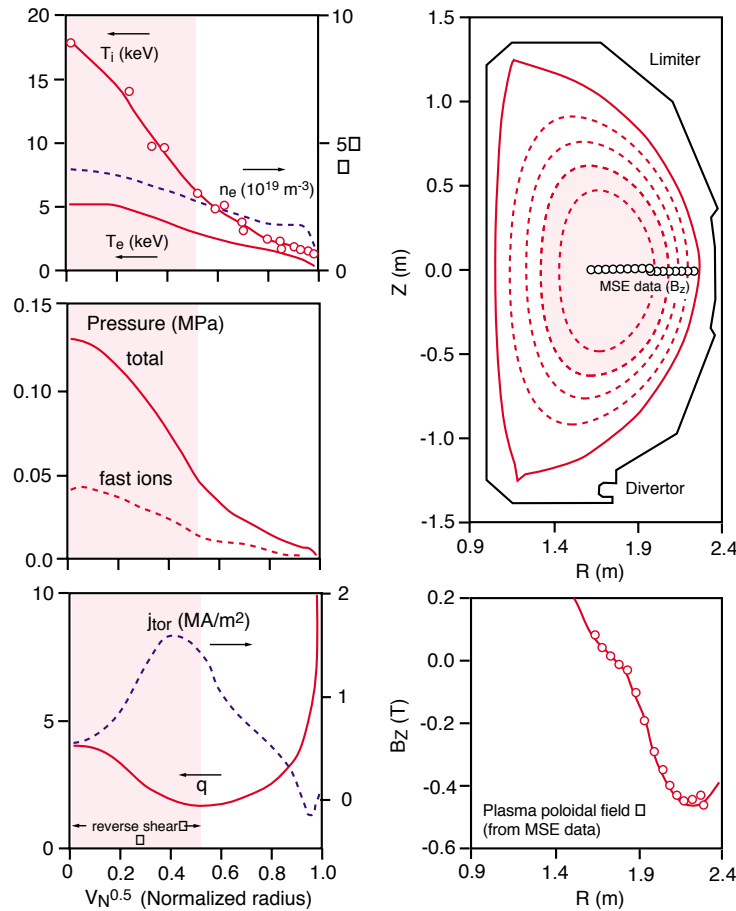 20
15
10
5
0
10
5
0
Ti (keV)
ne (10^19 m^-3)
Te (keV)
0.15
0.10
0.05
0.0
Pressure (MPa)
total
fast ions
10
5
0
2
1
0
jtor (MA/m^2)
q
reverse shear
0
0.2
0.4
0.6
0.8
1.0
VN^0.5 (Normalized radius)
1.5
1.0
0.5
0.0
-0.5
-1.0
-1.5
Z (m)
Limiter
MSE data (Bz)
Divertor
0.9
1.4
1.9
2.4
R (m)
0.2
0.0
-0.2
-0.4
-0.6
BZ (T)
Plasma poloidal field
(from MSE data)
0.9
1.4
1.9
2.4
R (m)